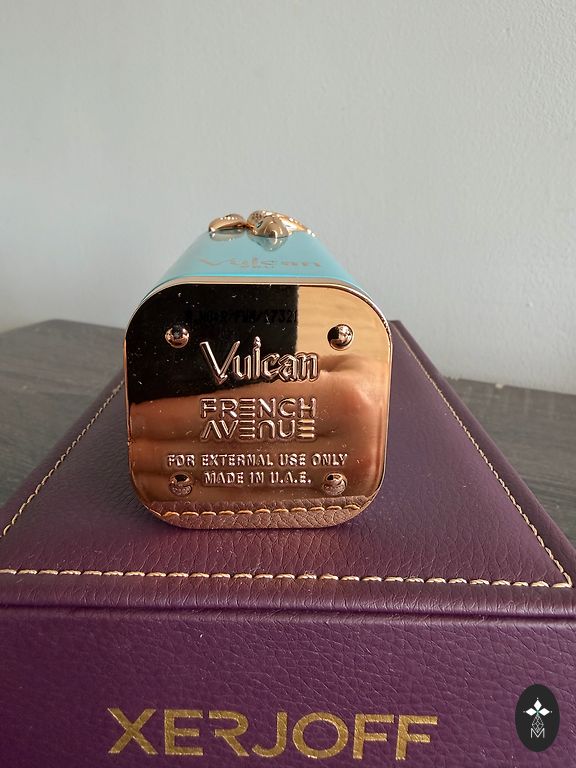 Vulcan
Vulcan
FRENCH
AVENUE
FOR EXTERNAL USE ONLY
MADE IN U.A.E.
XERJOFF
M